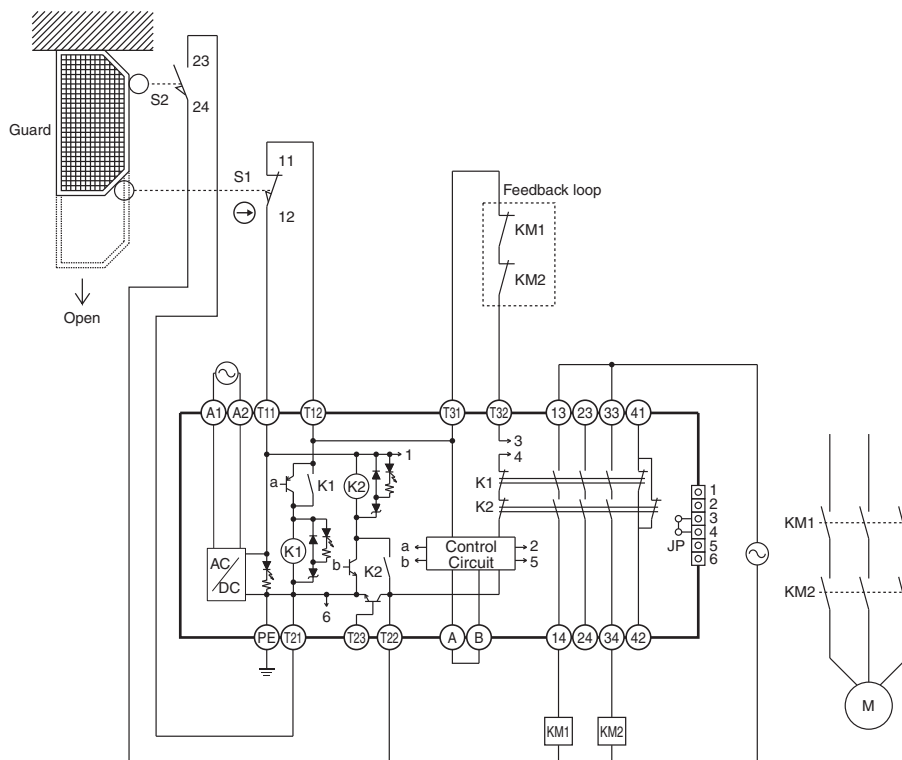 23
S2
24
Guard
11
S1
12
Feedback loop
KM1
KM2
Open
A1 A2 T11 T12 T31 T32 13 23 33 41
3
1
4
a K1 K2
K1
K2
1
2
3
4
5
6
JP
K1
b K2
AC/DC
a Control Circuit 2
b 5
6
PE T21 T23 T22 A B 14 24 34 42
KM1
KM2
KM1
KM2
M